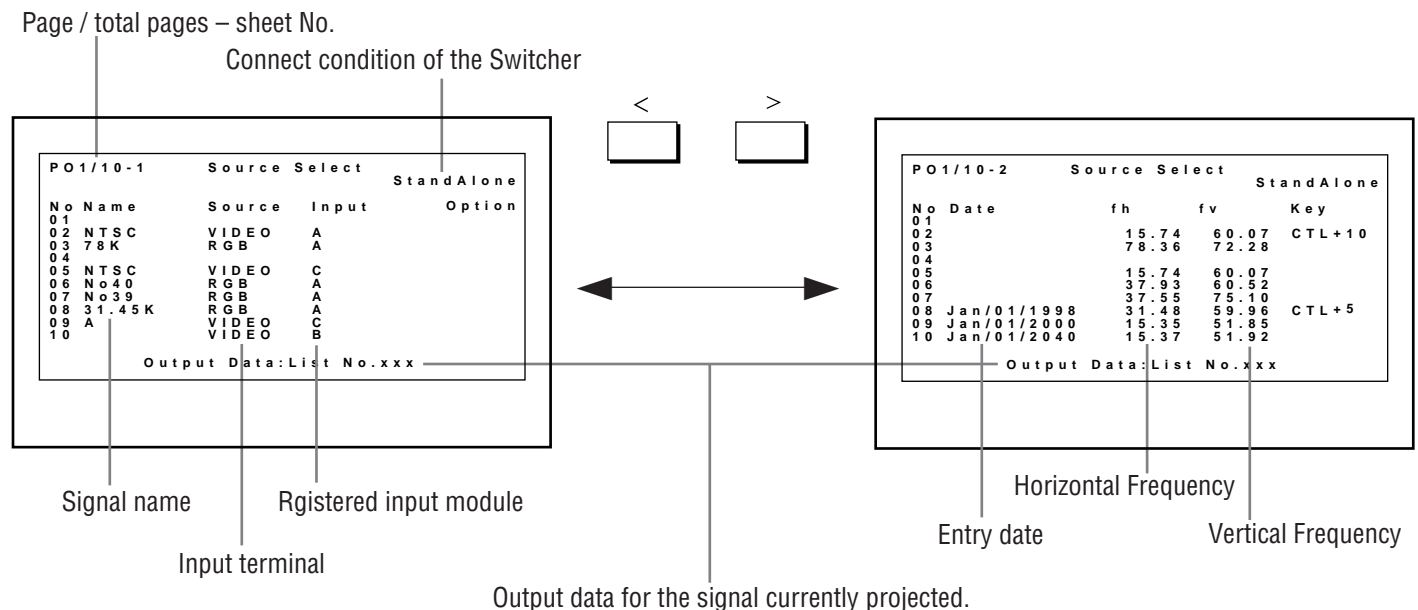 Page / total pages – sheet No.
Connect condition of the Switcher
< >
PO1/10-1 Source Select
StandAlone
No Name Source Input Option
01
02 NTSC VIDEO A
03 78K RGB A
04
05 NTSC VIDEO C
06 No40 RGB A
07 No39 RGB A
08 31.45K RGB A
09 A VIDEO C
10 VIDEO B
Output Data:List No.xxx
PO1/10-2 Source Select
StandAlone
No Date fh fv Key
01
02 15.74 60.07 CTL+10
03 78.36 72.28
04
05 15.74 60.07
06 37.93 60.52
07 37.55 75.10
08 Jan/01/1998 31.48 59.96 CTL+5
09 Jan/01/2000 15.35 51.85
10 Jan/01/2040 15.37 51.92
Output Data:List No.xxx
Signal name
Rgistered input module
Input terminal
Horizontal Frequency
Entry date
Vertical Frequency
Output data for the signal currently projected.